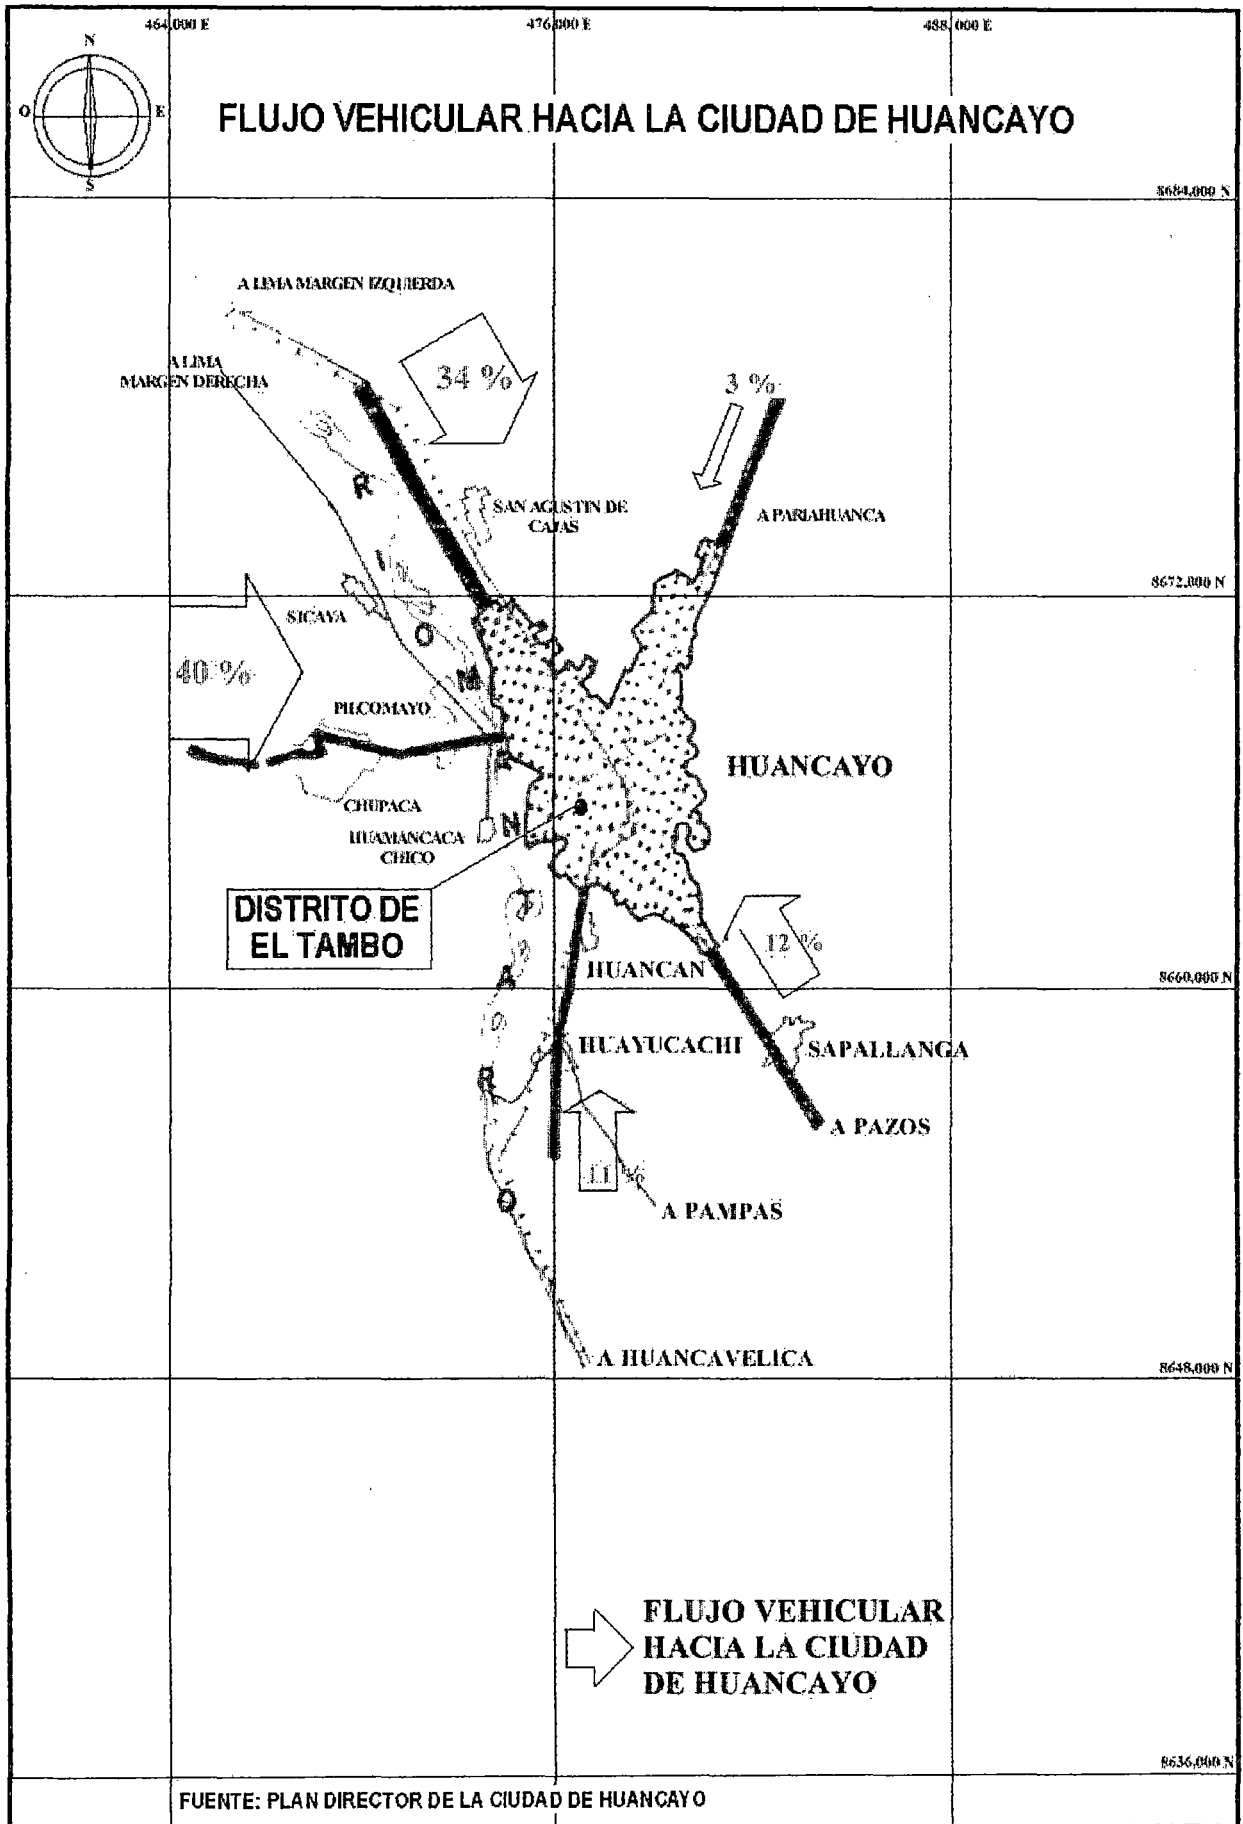 464,000 E
476,000 E
488,000 E
N
O
E
S
FLUJO VEHICULAR HACIA LA CIUDAD DE HUANCAYO
8684,000 N
A LIMA MARGEN IZQUIERDA
A LIMA
MARGEN DERECHA
34 %
3 %
SAN AGUSTIN DE
CAJAS
A PARIAHUANCA
8672,000 N
SICAYA
40 %
PILCOMAYO
HUANCAYO
CHUPACA
HUAMANCACA
CHICO
RIO MANTARO
DISTRITO DE
EL TAMBO
12 %
HUANCAN
8660,000 N
HUAYUCACHI
SAPALLANGA
A PAZOS
11 %
A PAMPAS
A HUANCAVELICA
8648,000 N
FLUJO VEHICULAR
HACIA LA CIUDAD
DE HUANCAYO
8636,000 N
FUENTE: PLAN DIRECTOR DE LA CIUDAD DE HUANCAYO